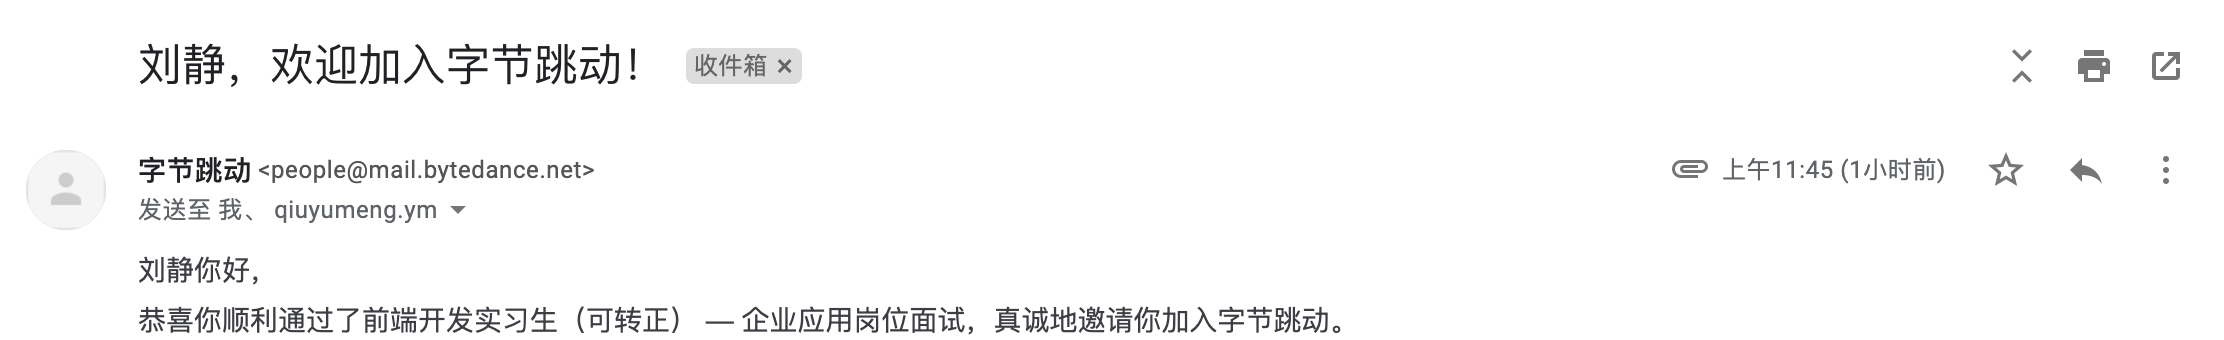 刘静，欢迎加入字节跳动！ 收件箱 ×
字节跳动 <people@mail.bytedance.net> 上午11:45 (1小时前)
发送至 我、 qiuyumeng.ym
刘静你好，
恭喜你顺利通过了前端开发实习生（可转正） — 企业应用岗位面试，真诚地邀请你加入字节跳动。